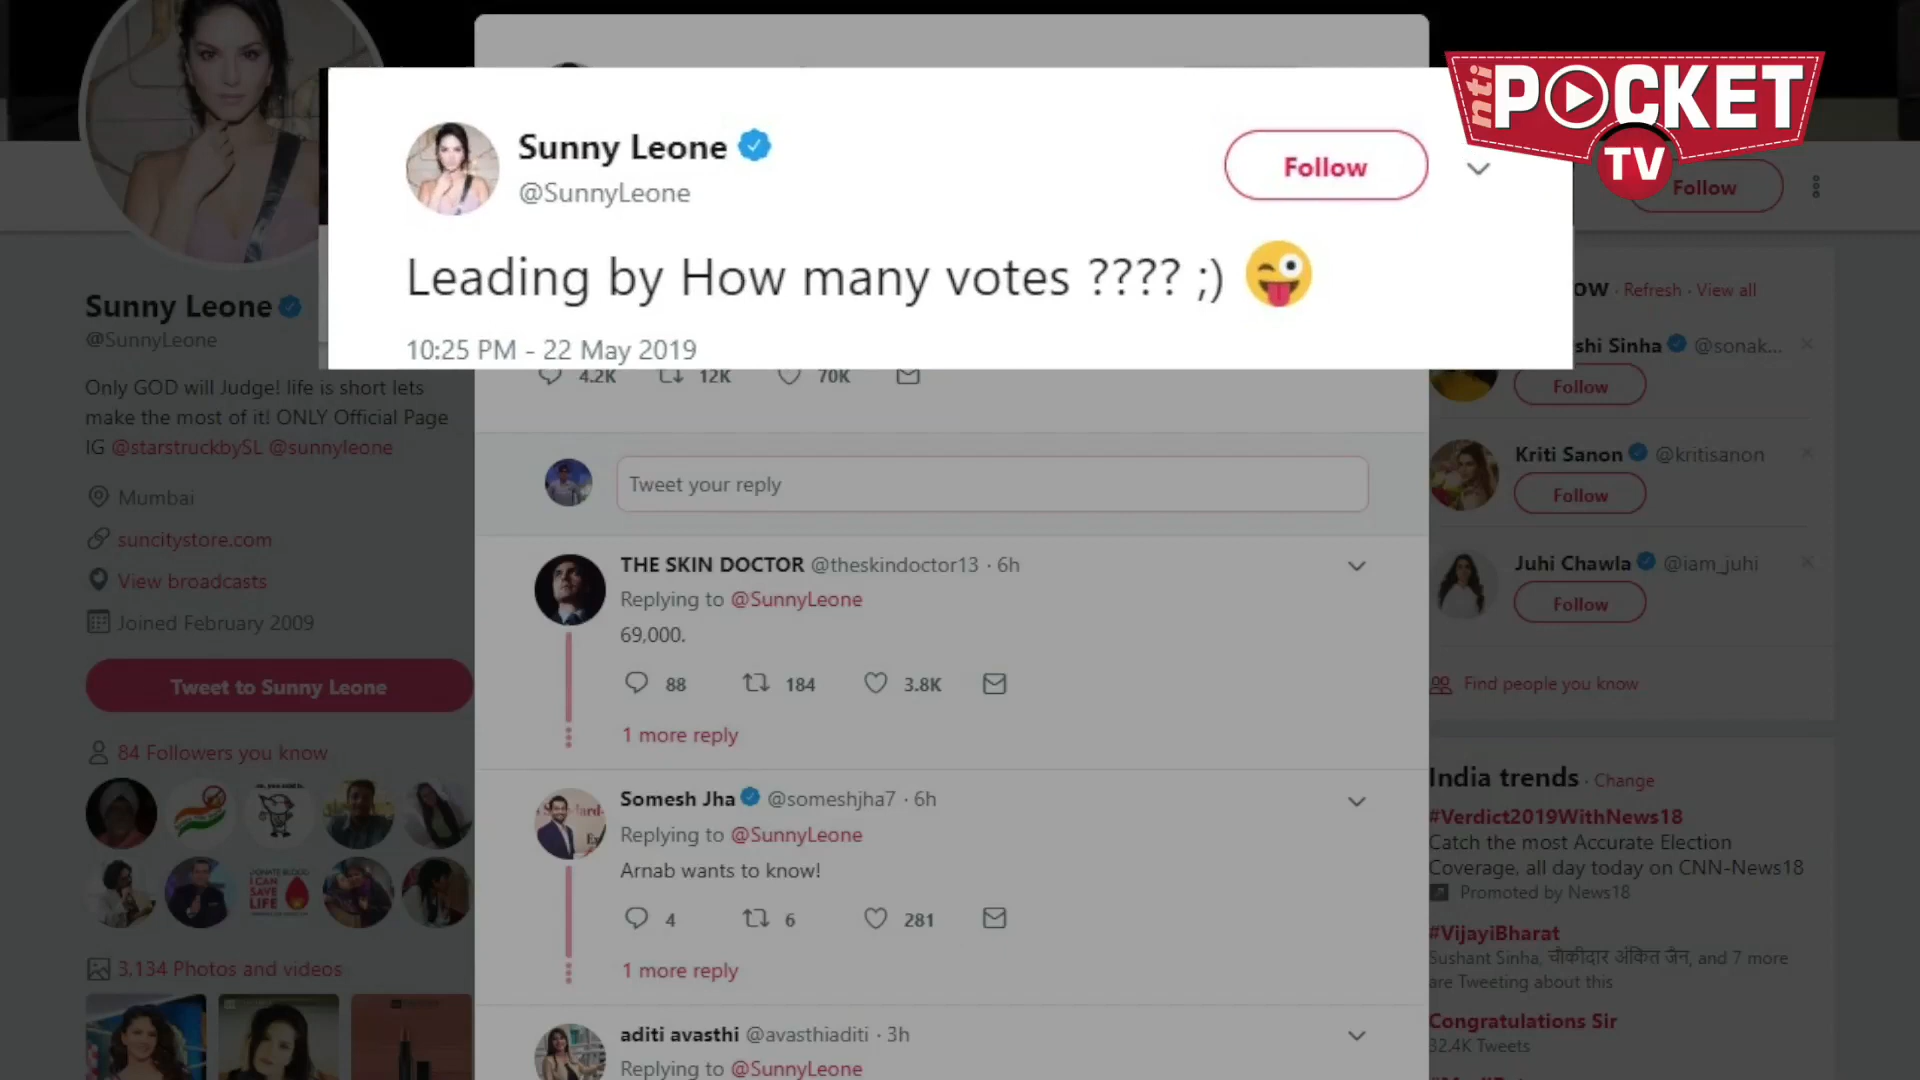 nti POCKET
TV
Sunny Leone
@SunnyLeone
Follow
Leading by How many votes ???? ;) 😜
10:25 PM - 22 May 2019
4.2K 12K 70K
Tweet your reply
THE SKIN DOCTOR @theskindoctor13 · 6h
Replying to @SunnyLeone
69,000.
88 184 3.8K
1 more reply
Somesh Jha @someshjha7 · 6h
Replying to @SunnyLeone
Arnab wants to know!
4 6 281
1 more reply
aditi avasthi @avasthiaditi · 3h
Replying to @SunnyLeone
Sunny Leone
@SunnyLeone
Only GOD will Judge! life is short lets
make the most of it! ONLY Official Page
IG @starstruckbySL @sunnyleone
Mumbai
suncitystore.com
View broadcasts
Joined February 2009
Tweet to Sunny Leone
84 Followers you know
DONATE BLOOD
I CAN
SAVE
LIFE
3,134 Photos and videos
Follow
ow · Refresh · View all
shi Sinha @sonak...
Follow
Kriti Sanon @kritisanon
Follow
Juhi Chawla @iam_juhi
Follow
Find people you know
India trends · Change
#Verdict2019WithNews18
Catch the most Accurate Election
Coverage, all day today on CNN-News18
Promoted by News18
#VijayiBharat
Sushant Sinha, चौकीदार अंकित जैन, and 7 more
are Tweeting about this
Congratulations Sir
32.4K Tweets